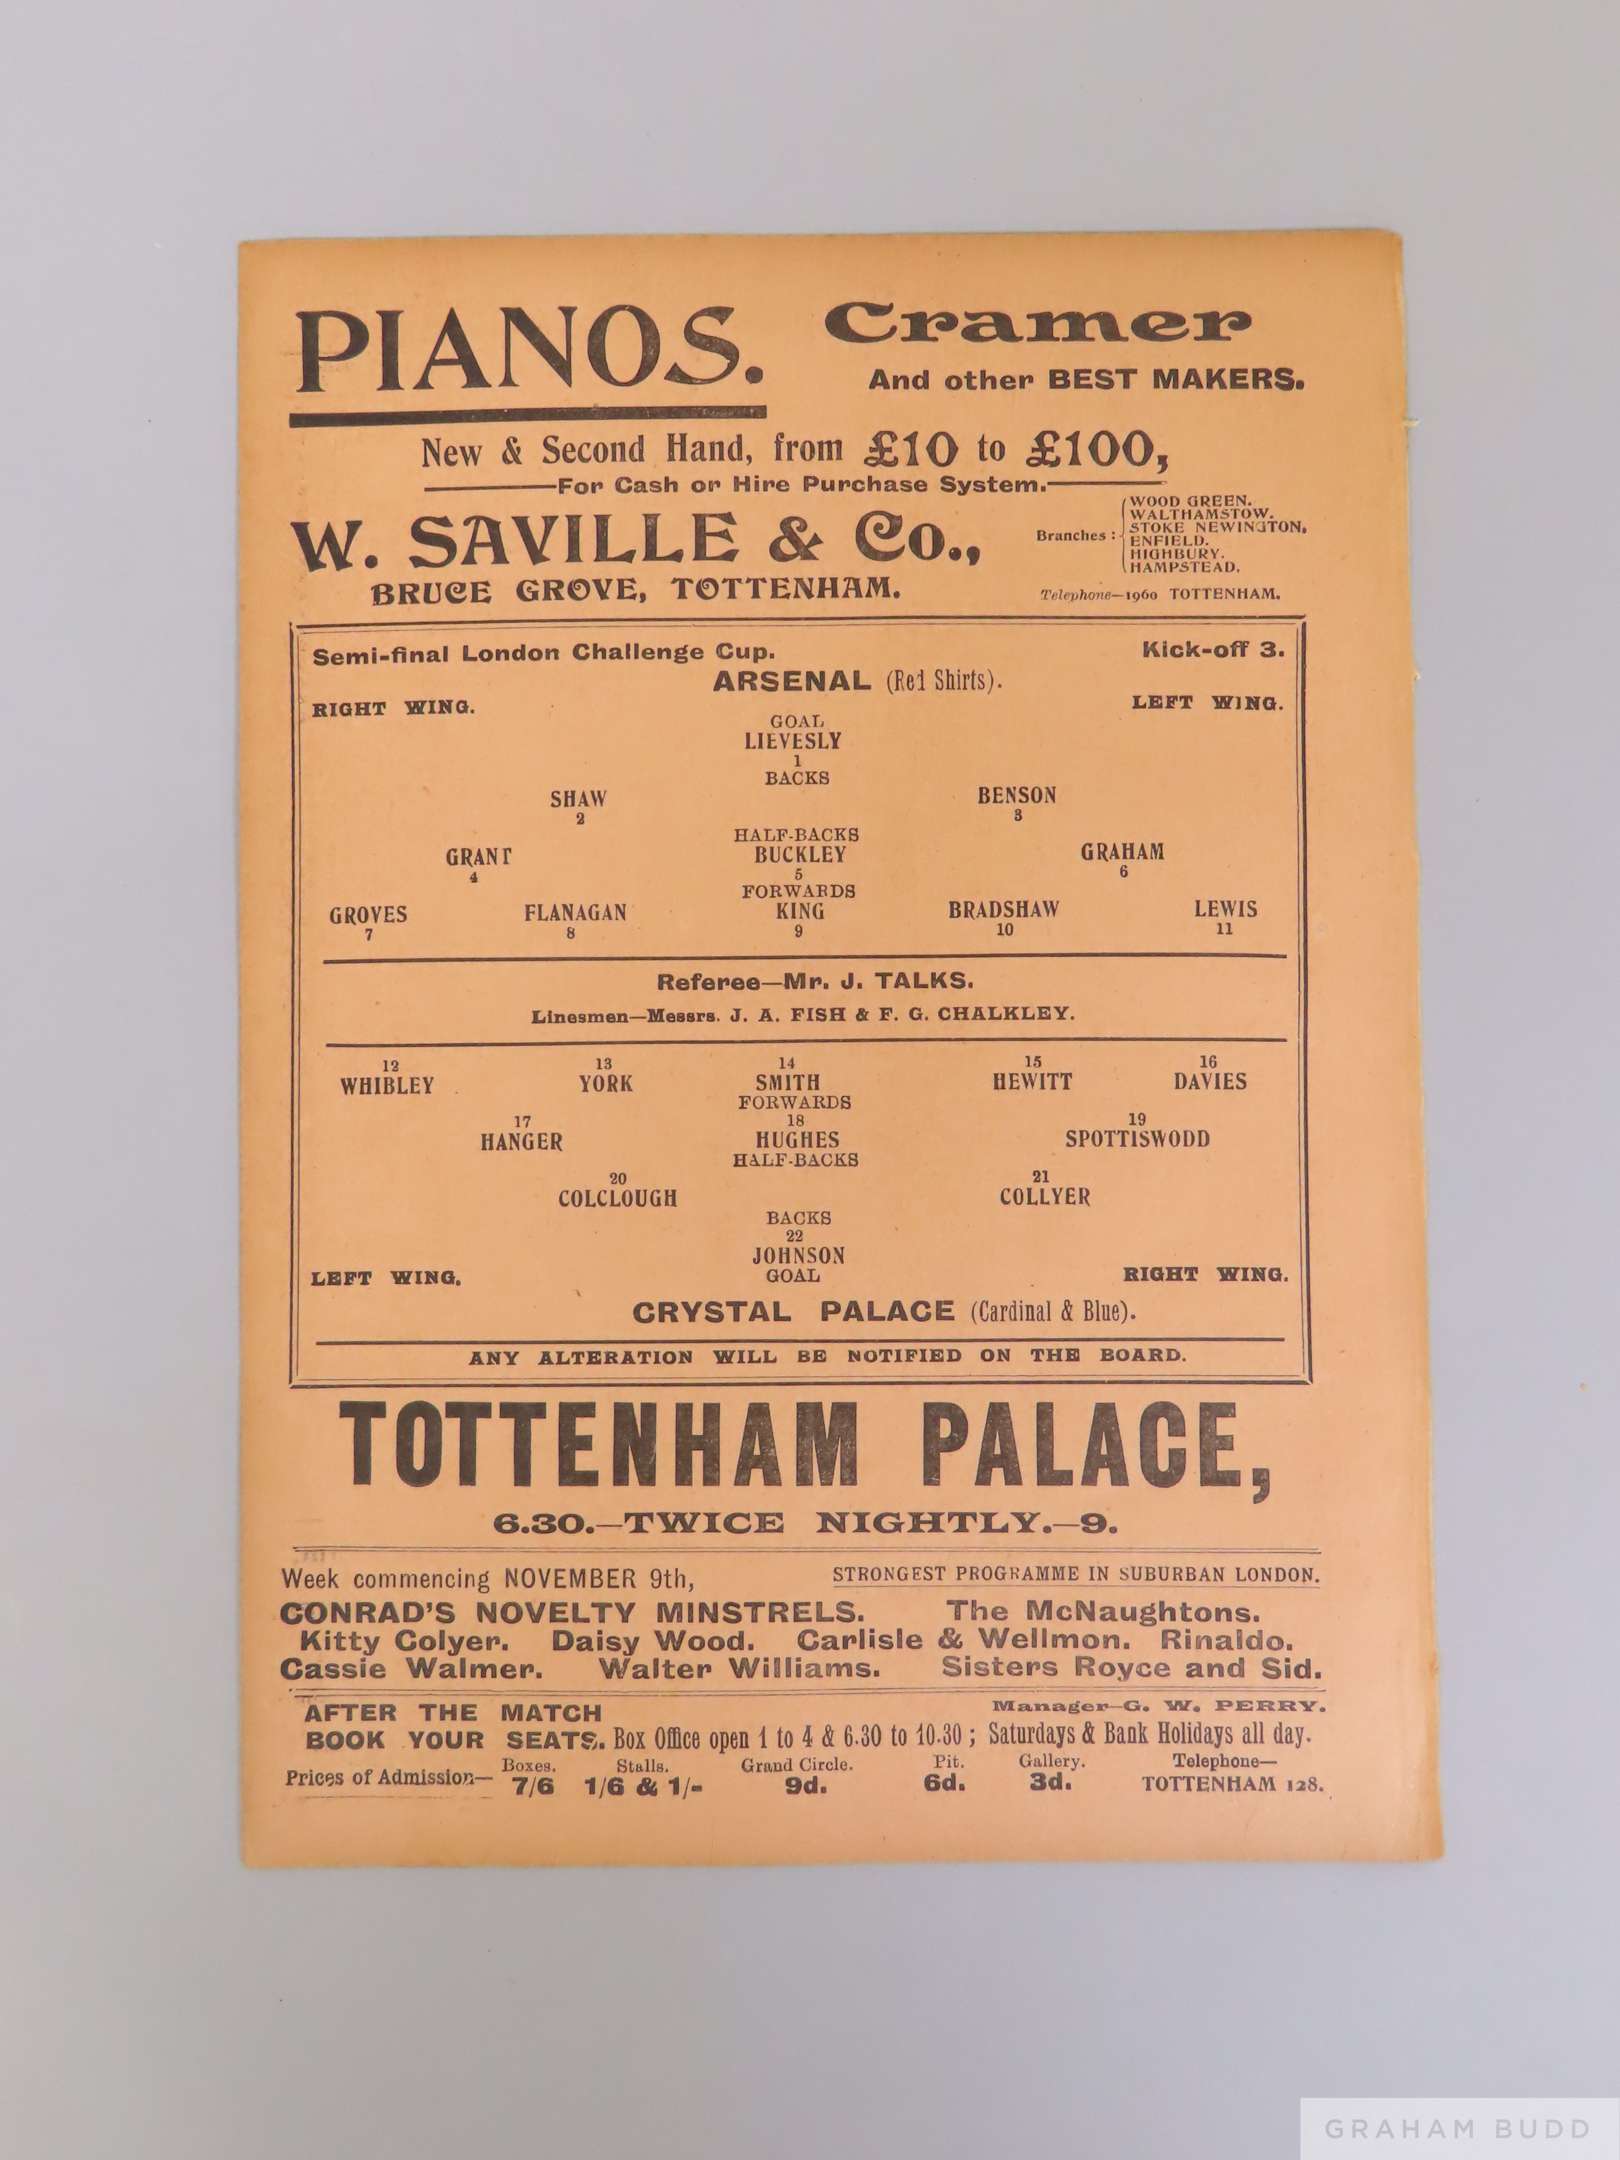 PIANOS. Cramer
And other BEST MAKERS.
New & Second Hand, from £10 to £100,
For Cash or Hire Purchase System.
W. SAVILLE & Co.,
BRUCE GROVE, TOTTENHAM.
Branches :
WOOD GREEN.
WALTHAMSTOW.
STOKE NEWINGTON.
ENFIELD.
HIGHBURY.
HAMPSTEAD.
Telephone—1960 TOTTENHAM.
Semi-final London Challenge Cup. Kick-off 3.
ARSENAL (Red Shirts).
RIGHT WING. LEFT WING.
GOAL
LIEVESLY
1
BACKS
SHAW BENSON
2 3
HALF-BACKS
GRANT BUCKLEY GRAHAM
4 5 6
FORWARDS
GROVES FLANAGAN KING BRADSHAW LEWIS
7 8 9 10 11
Referee—Mr. J. TALKS.
Linesmen—Messrs. J. A. FISH & F. G. CHALKLEY.
12 13 14 15 16
WHIBLEY YORK SMITH HEWITT DAVIES
FORWARDS
17 18 19
HANGER HUGHES SPOTTISWODD
HALF-BACKS
20 21
COLCLOUGH COLLYER
BACKS
22
JOHNSON
GOAL
LEFT WING. RIGHT WING.
CRYSTAL PALACE (Cardinal & Blue).
ANY ALTERATION WILL BE NOTIFIED ON THE BOARD.
TOTTENHAM PALACE,
6.30.—TWICE NIGHTLY.—9.
Week commencing NOVEMBER 9th, STRONGEST PROGRAMME IN SUBURBAN LONDON.
CONRAD'S NOVELTY MINSTRELS. The McNaughtons.
Kitty Colyer. Daisy Wood. Carlisle & Wellmon. Rinaldo.
Cassie Walmer. Walter Williams. Sisters Royce and Sid.
AFTER THE MATCH Manager—G. W. PERRY.
BOOK YOUR SEATS. Box Office open 1 to 4 & 6.30 to 10.30 ; Saturdays & Bank Holidays all day.
Prices of Admission— Boxes. Stalls. Grand Circle. Pit. Gallery. Telephone—
7/6 1/6 & 1/- 9d. 6d. 3d. TOTTENHAM 128.
GRAHAM BUDD